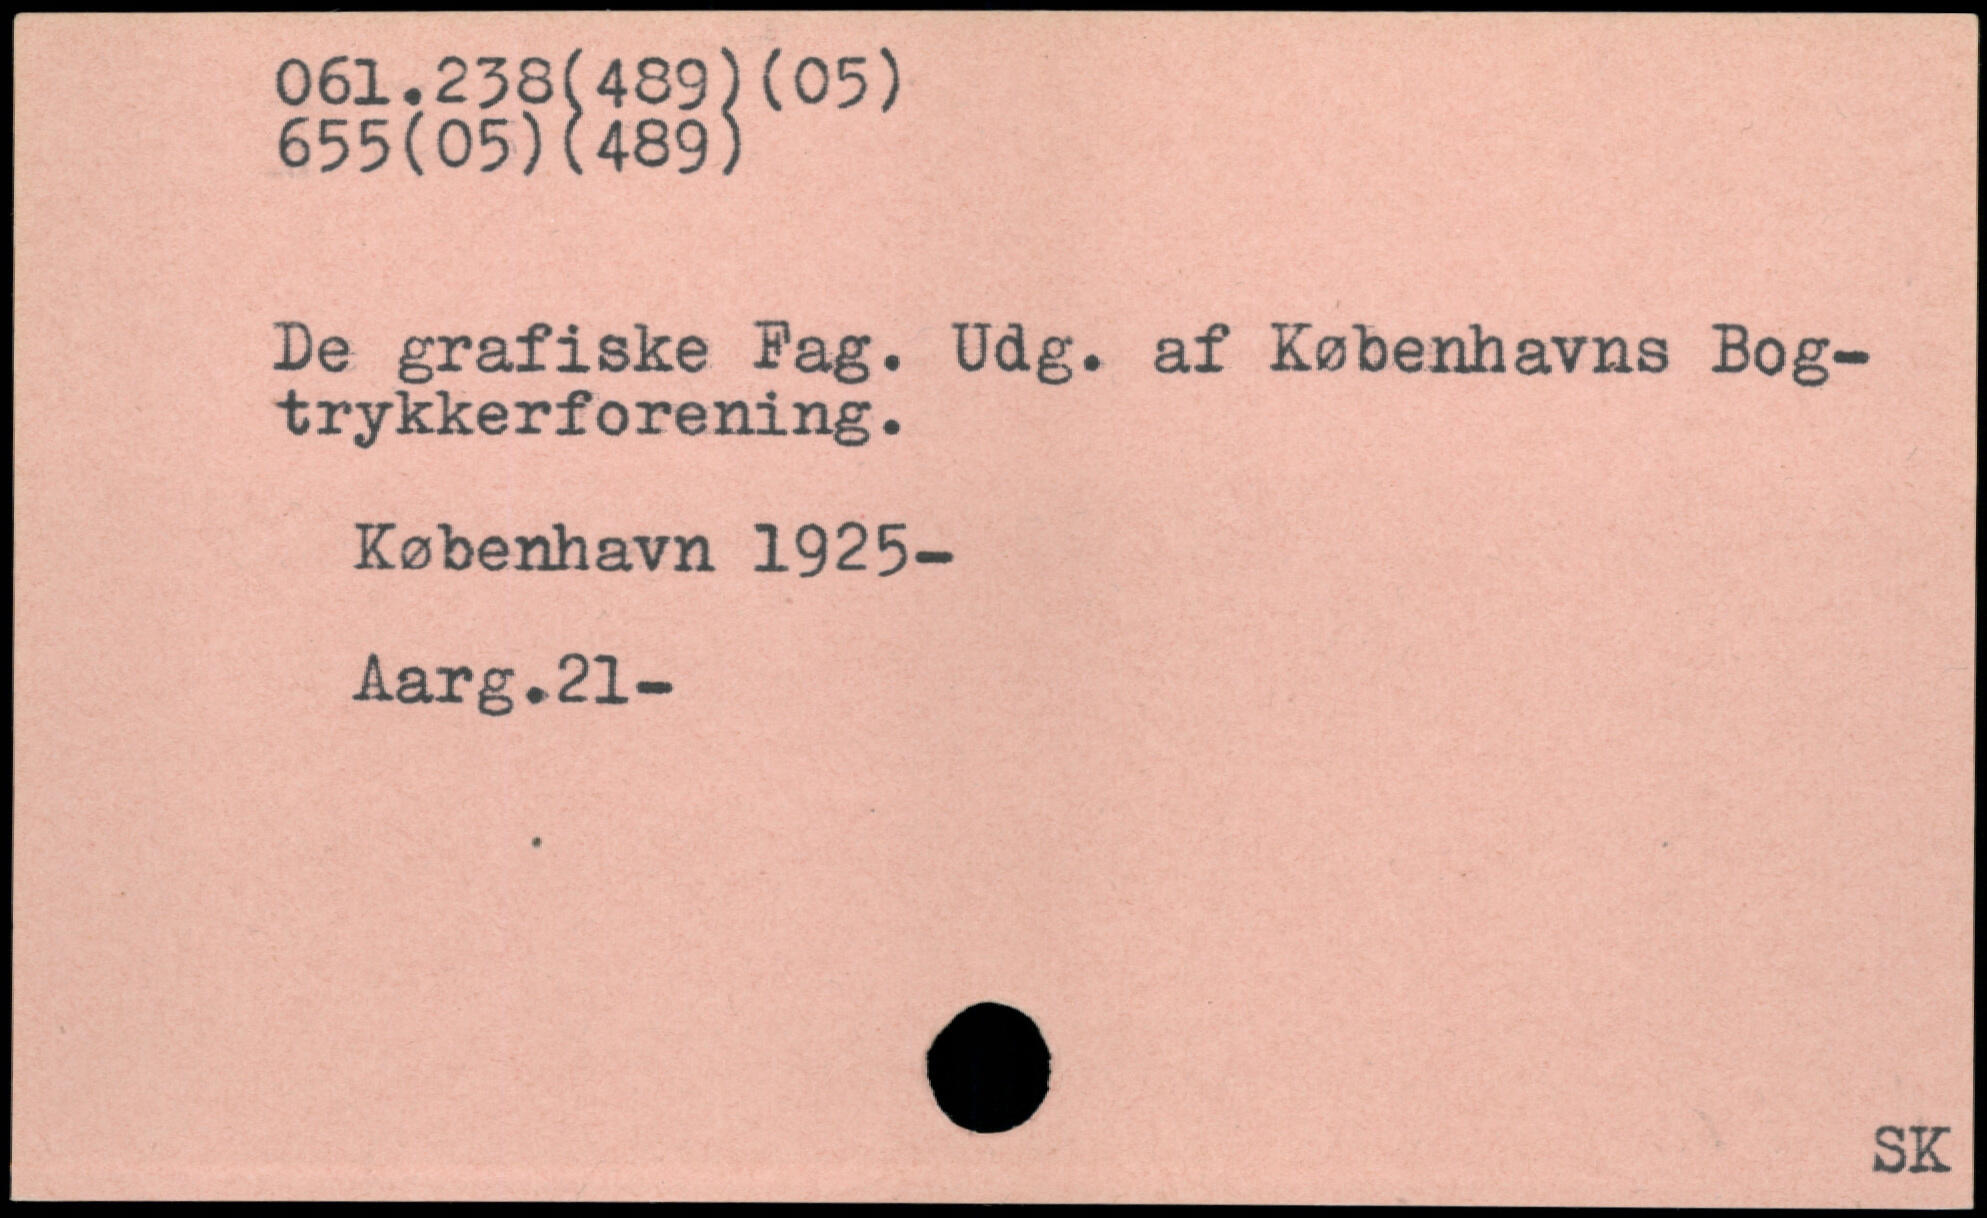 061.238(489)(05)
655(05)(489)
De grafiske Fag. Udg. af Københavns Bog-
trykkerforening.
København 1925-
Aarg.21-
SK